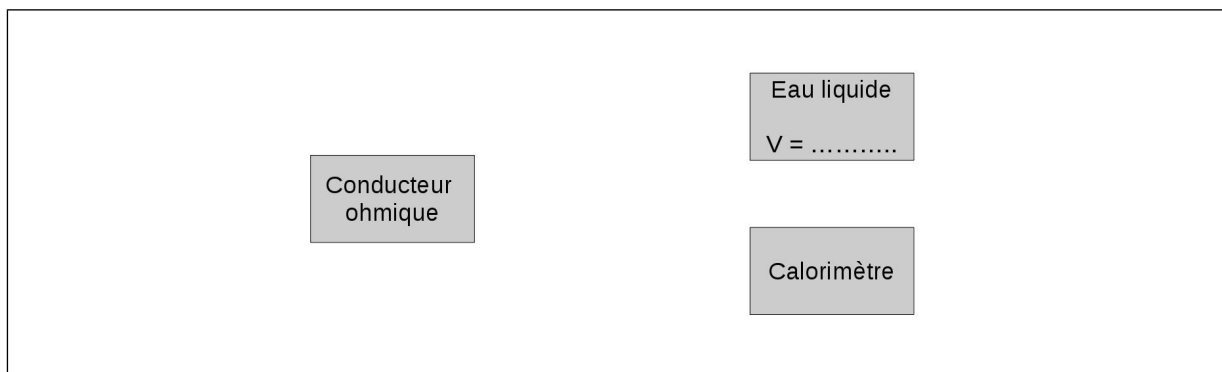 Eau liquide
V = ………..
Conducteur
ohmique
Calorimètre